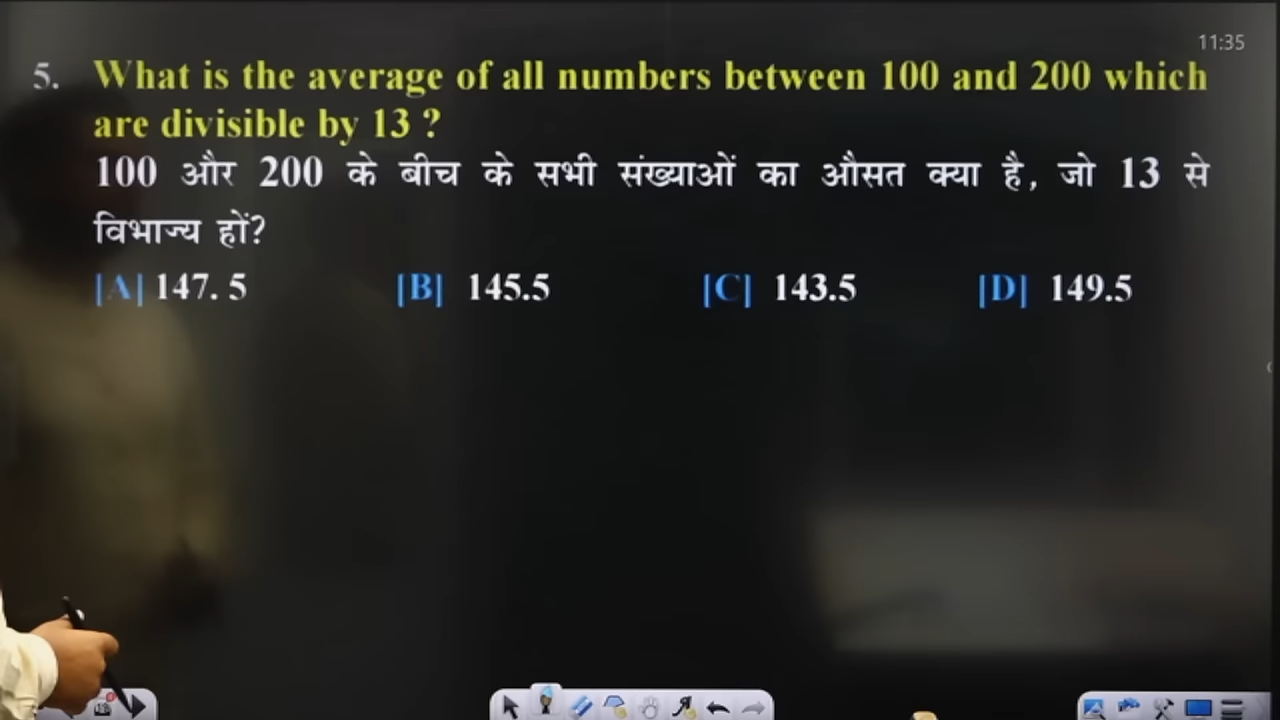 11:35
5. What is the average of all numbers between 100 and 200 which
are divisible by 13 ?
100 और 200 के बीच के सभी संख्याओं का औसत क्या है, जो 13 से
विभाज्य हों?
[A] 147. 5 [B] 145.5 [C] 143.5 [D] 149.5